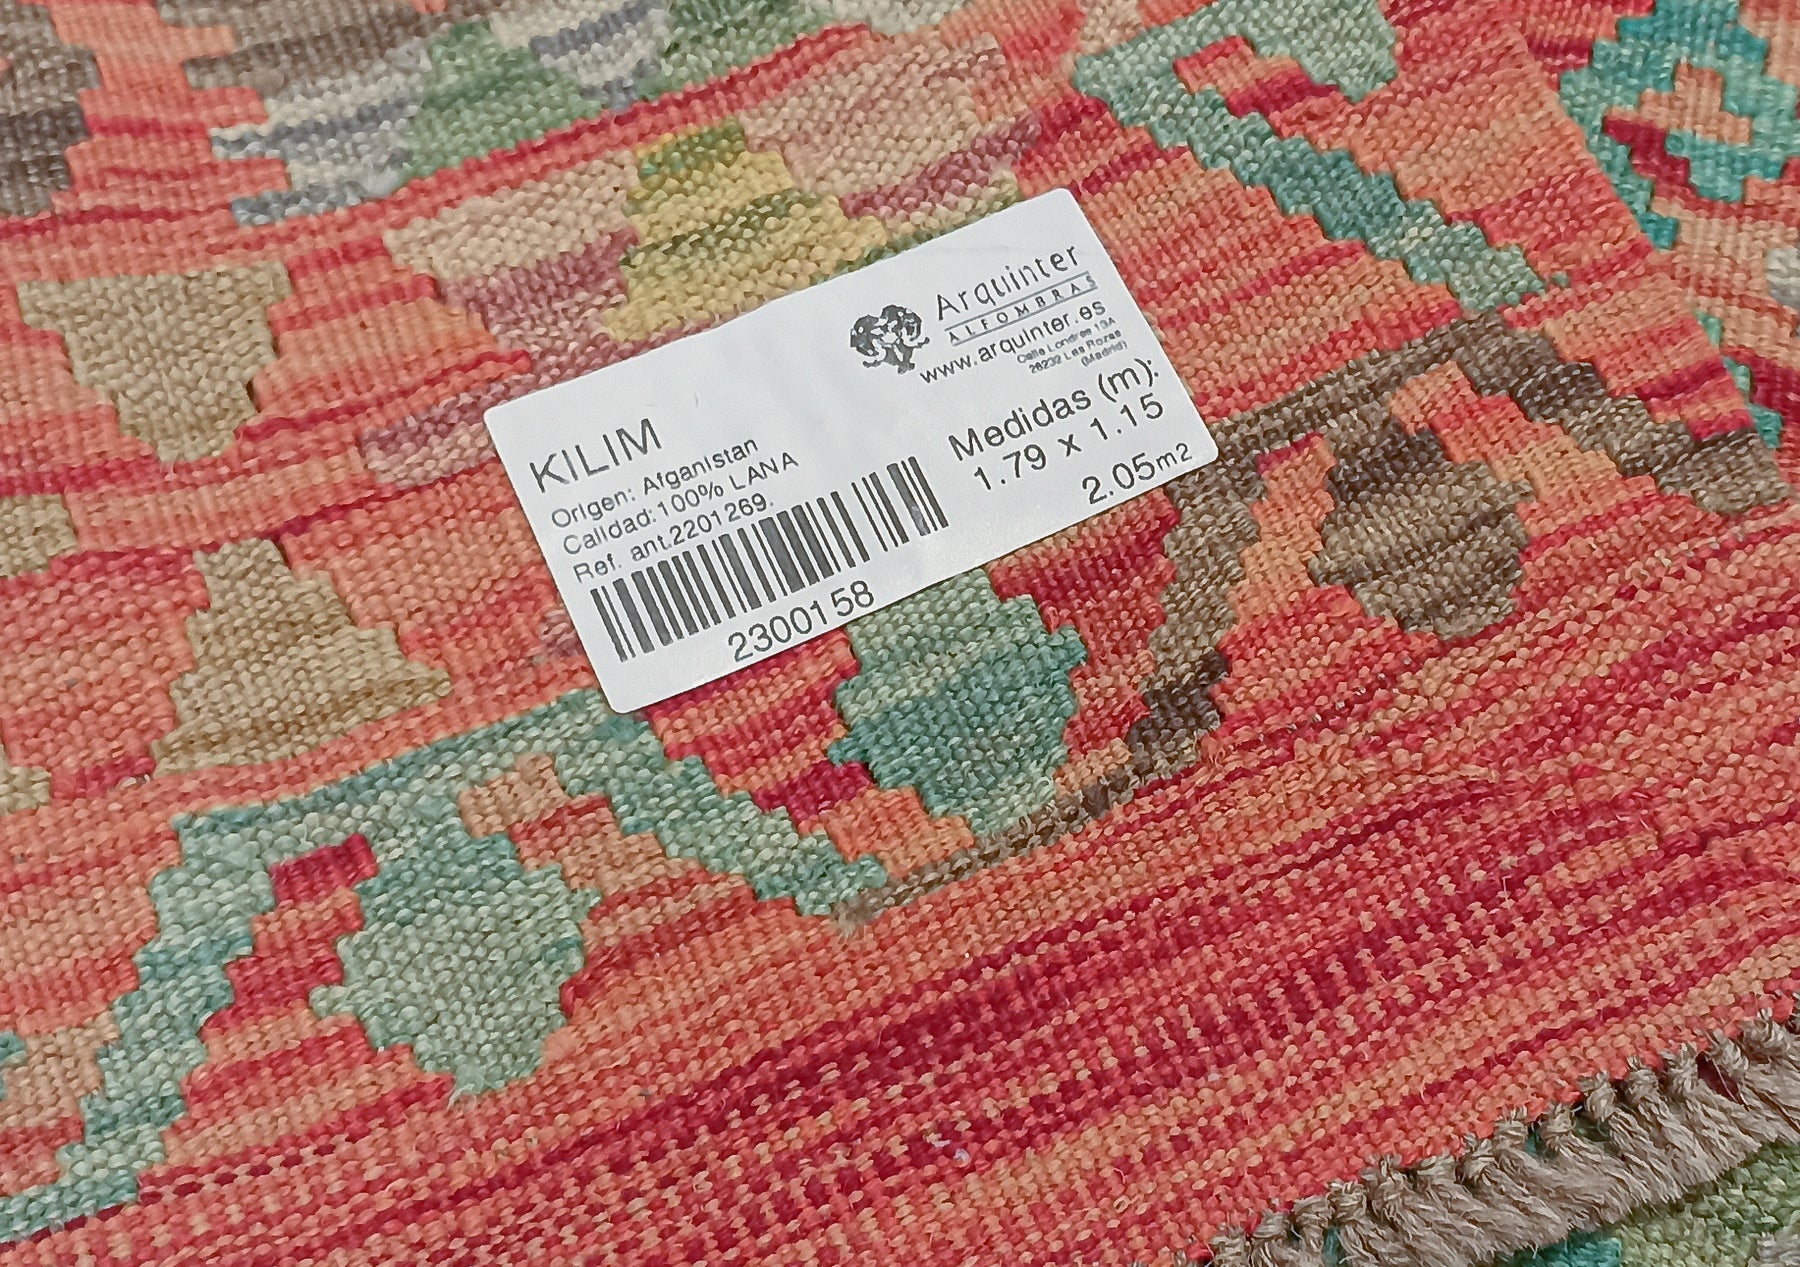 Arquinter
ALFOMBRAS
www.arquinter.es
Calle Londres 13A
28232 Las Rozas
(Madrid)
KILIM
Origen: Afganistan
Calidad:100% LANA
Ref. ant.2201269.
2300158
Medidas (m):
1.79 x 1.15
2.05m2